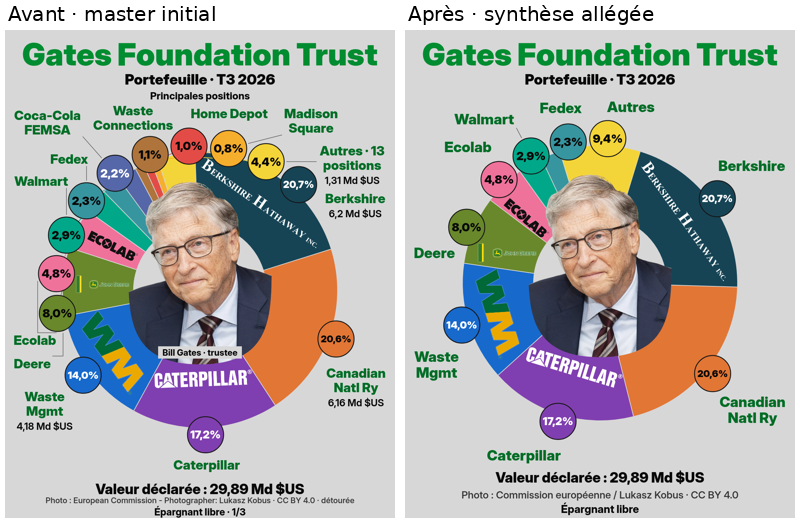 Avant · master initial
Gates Foundation Trust
Portefeuille · T3 2026
Principales positions
Coca-Cola
FEMSA
Waste
Connections
Home Depot
Madison
Square
Fedex
Walmart
Autres · 13
positions
1,31 Md $US
Berkshire
6,2 Md $US
1,0%
0,8%
4,4%
1,1%
2,2%
2,3%
2,9%
4,8%
8,0%
14,0%
17,2%
20,6%
20,7%
BERKSHIRE HATHAWAY INC.
ECOLAB
JOHN DEERE
WM
CATERPILLAR®
Bill Gates · trustee
Ecolab
Deere
Waste
Mgmt
4,18 Md $US
Canadian
Natl Ry
6,16 Md $US
Caterpillar
Valeur déclarée : 29,89 Md $US
Photo : European Commission - Photographer: Lukasz Kobus · CC BY 4.0 · détourée
Épargnant libre · 1/3
Après · synthèse allégée
Gates Foundation Trust
Portefeuille · T3 2026
Fedex
Autres
Walmart
Ecolab
Berkshire
9,4%
2,3%
2,9%
4,8%
8,0%
14,0%
17,2%
20,6%
20,7%
BERKSHIRE HATHAWAY INC.
ECOLAB
JOHN DEERE
WM
CATERPILLAR®
Deere
Waste
Mgmt
Canadian
Natl Ry
Caterpillar
Valeur déclarée : 29,89 Md $US
Photo : Commission européenne / Lukasz Kobus · CC BY 4.0
Épargnant libre